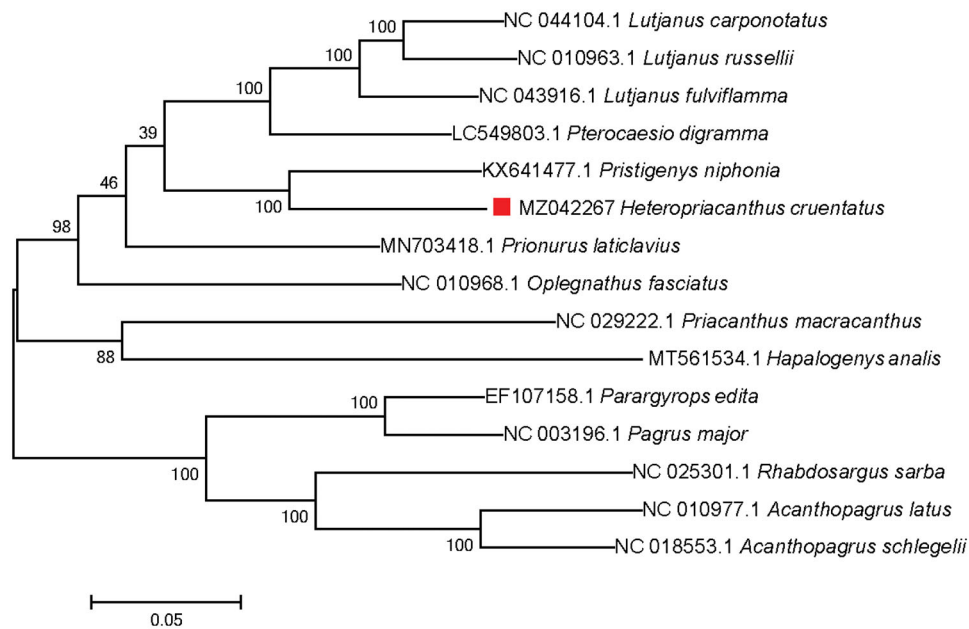 NC 044104.1 Lutjanus carponotatus
100
NC 010963.1 Lutjanus russellii
100
NC 043916.1 Lutjanus fulviflamma
100
LC549803.1 Pterocaesio digramma
39
KX641477.1 Pristigenys niphonia
46
100
MZ042267 Heteropriacanthus cruentatus
98
MN703418.1 Prionurus laticlavius
NC 010968.1 Oplegnathus fasciatus
NC 029222.1 Priacanthus macracanthus
88
MT561534.1 Hapalogenys analis
EF107158.1 Parargyrops edita
100
NC 003196.1 Pagrus major
100
NC 025301.1 Rhabdosargus sarba
100
NC 010977.1 Acanthopagrus latus
100
NC 018553.1 Acanthopagrus schlegelii
0.05